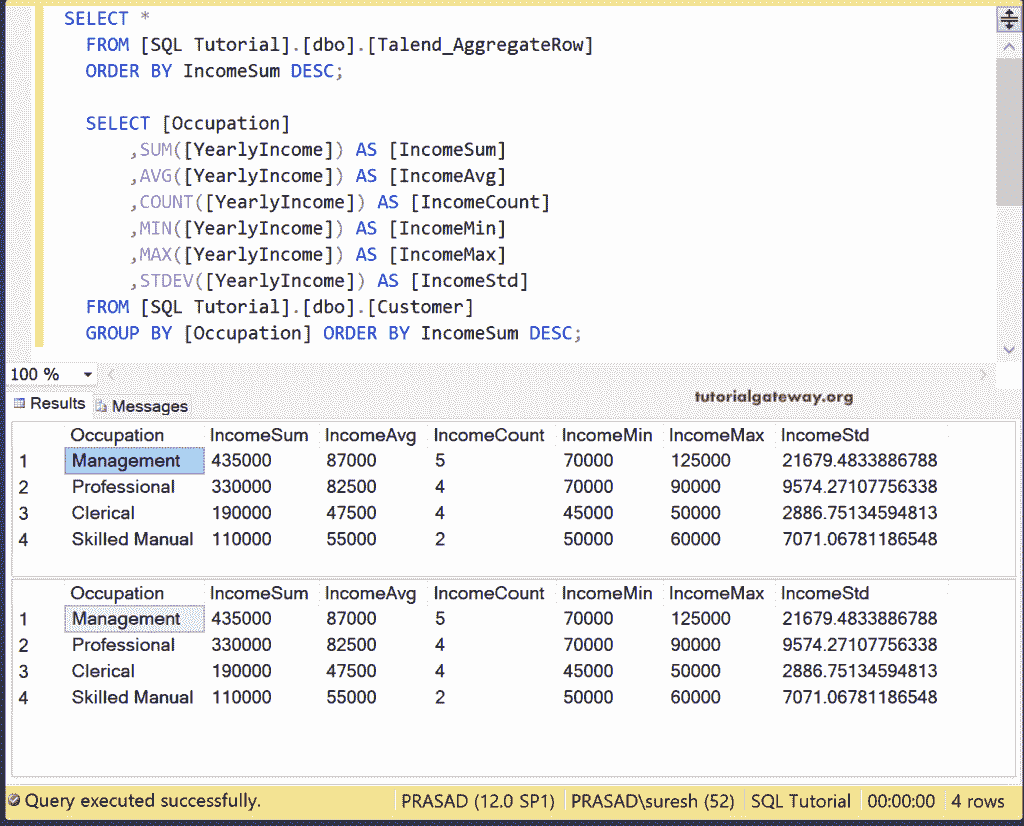 SELECT *
FROM [SQL Tutorial].[dbo].[Talend_AggregateRow]
ORDER BY IncomeSum DESC;
SELECT [Occupation]
,SUM([YearlyIncome]) AS [IncomeSum]
,AVG([YearlyIncome]) AS [IncomeAvg]
,COUNT([YearlyIncome]) AS [IncomeCount]
,MIN([YearlyIncome]) AS [IncomeMin]
,MAX([YearlyIncome]) AS [IncomeMax]
,STDEV([YearlyIncome]) AS [IncomeStd]
FROM [SQL Tutorial].[dbo].[Customer]
GROUP BY [Occupation] ORDER BY IncomeSum DESC;
100 %
tutorialgateway.org
Results Messages
Occupation IncomeSum IncomeAvg IncomeCount IncomeMin IncomeMax IncomeStd
1 Management 435000 87000 5 70000 125000 21679.4833886788
2 Professional 330000 82500 4 70000 90000 9574.27107756338
3 Clerical 190000 47500 4 45000 50000 2886.75134594813
4 Skilled Manual 110000 55000 2 50000 60000 7071.06781186548
Occupation IncomeSum IncomeAvg IncomeCount IncomeMin IncomeMax IncomeStd
1 Management 435000 87000 5 70000 125000 21679.4833886788
2 Professional 330000 82500 4 70000 90000 9574.27107756338
3 Clerical 190000 47500 4 45000 50000 2886.75134594813
4 Skilled Manual 110000 55000 2 50000 60000 7071.06781186548
Query executed successfully. PRASAD (12.0 SP1) PRASAD\suresh (52) SQL Tutorial 00:00:00 4 rows